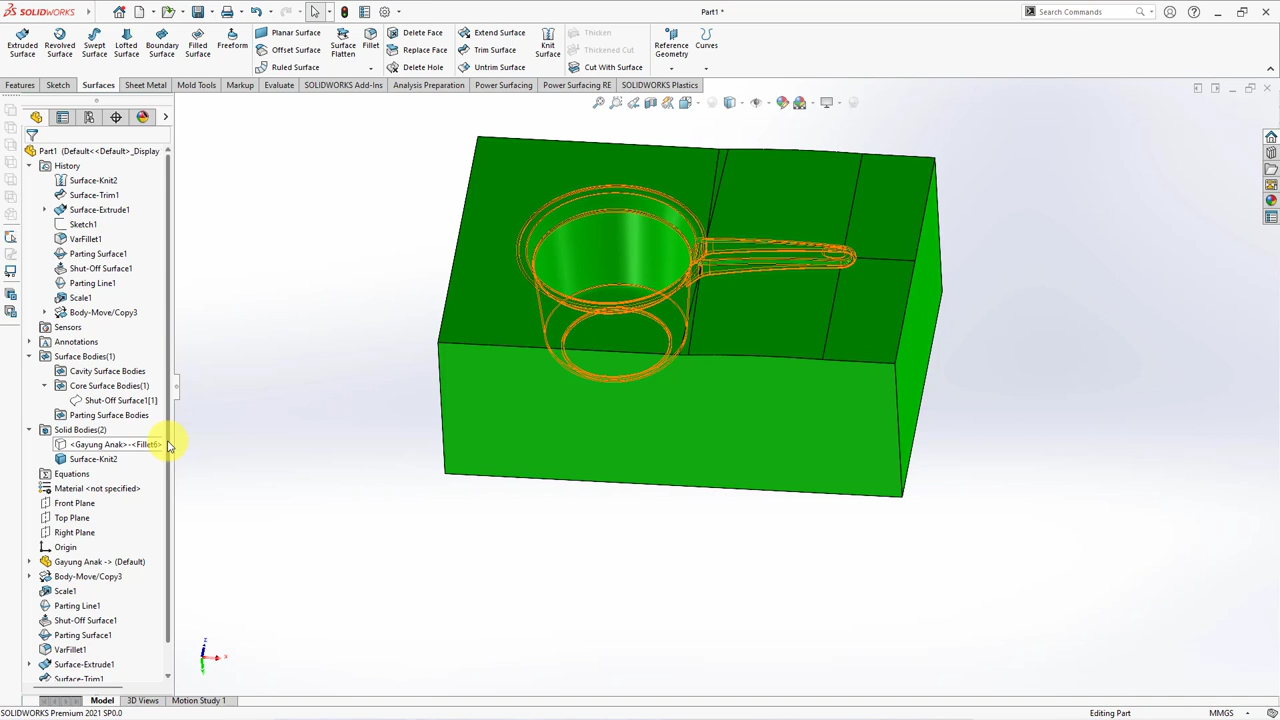 SOLIDWORKS
Part1 *
Search Commands
Extruded Surface
Revolved Surface
Swept Surface
Lofted Surface
Boundary Surface
Filled Surface
Freeform
Planar Surface
Offset Surface
Ruled Surface
Surface Flatten
Fillet
Delete Face
Replace Face
Delete Hole
Extend Surface
Trim Surface
Untrim Surface
Knit Surface
Thicken
Thickened Cut
Cut With Surface
Reference Geometry
Curves
Features
Sketch
Surfaces
Sheet Metal
Mold Tools
Markup
Evaluate
SOLIDWORKS Add-Ins
Analysis Preparation
Power Surfacing
Power Surfacing RE
SOLIDWORKS Plastics
Part1 (Default<<Default>_Display
History
Surface-Knit2
Surface-Trim1
Surface-Extrude1
Sketch1
VarFillet1
Parting Surface1
Shut-Off Surface1
Parting Line1
Scale1
Body-Move/Copy3
Sensors
Annotations
Surface Bodies(1)
Cavity Surface Bodies
Core Surface Bodies(1)
Shut-Off Surface1[1]
Parting Surface Bodies
Solid Bodies(2)
<Gayung Anak>-<Fillet6>
Surface-Knit2
Equations
Material <not specified>
Front Plane
Top Plane
Right Plane
Origin
Gayung Anak -> (Default)
Body-Move/Copy3
Scale1
Parting Line1
Shut-Off Surface1
Parting Surface1
VarFillet1
Surface-Extrude1
Surface-Trim1
z
x
Model
3D Views
Motion Study 1
SOLIDWORKS Premium 2021 SP0.0
Editing Part
MMGS